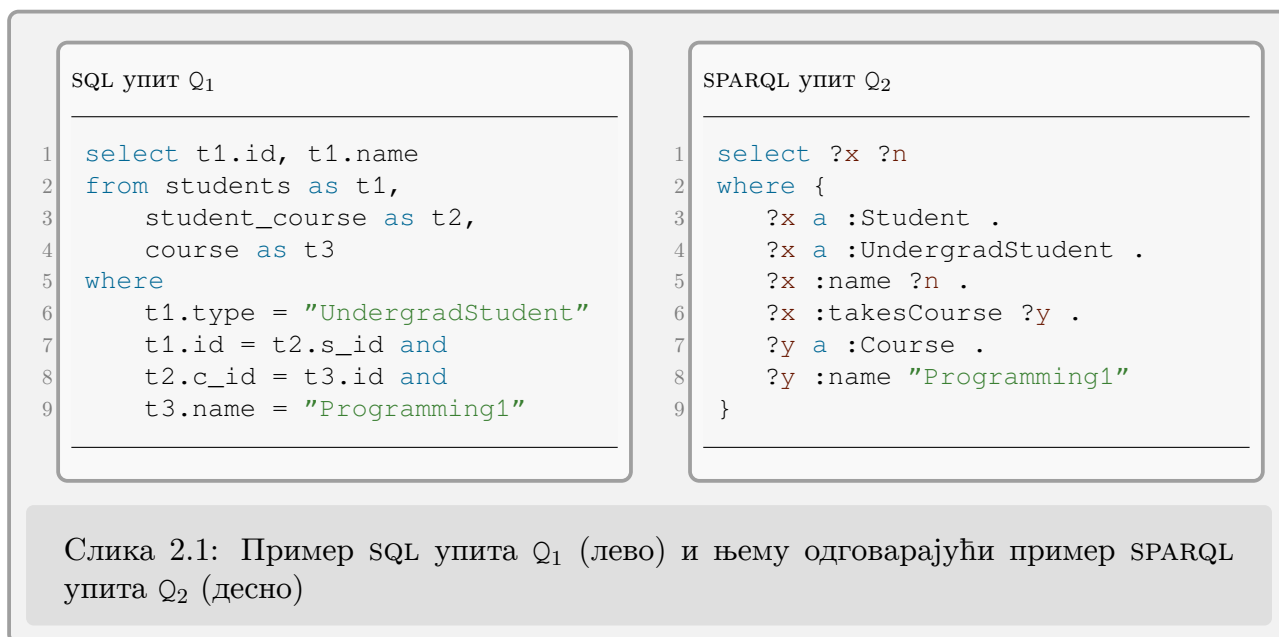 SQL упит Q1
1 select t1.id, t1.name
2 from students as t1,
3 student_course as t2,
4 course as t3
5 where
6 t1.type = "UndergradStudent"
7 t1.id = t2.s_id and
8 t2.c_id = t3.id and
9 t3.name = "Programming1"
SPARQL упит Q2
1 select ?x ?n
2 where {
3 ?x a :Student .
4 ?x a :UndergradStudent .
5 ?x :name ?n .
6 ?x :takesCourse ?y .
7 ?y a :Course .
8 ?y :name "Programming1"
9 }
Слика 2.1: Пример SQL упита Q1 (лево) и њему одговарајући пример SPARQL
упита Q2 (десно)